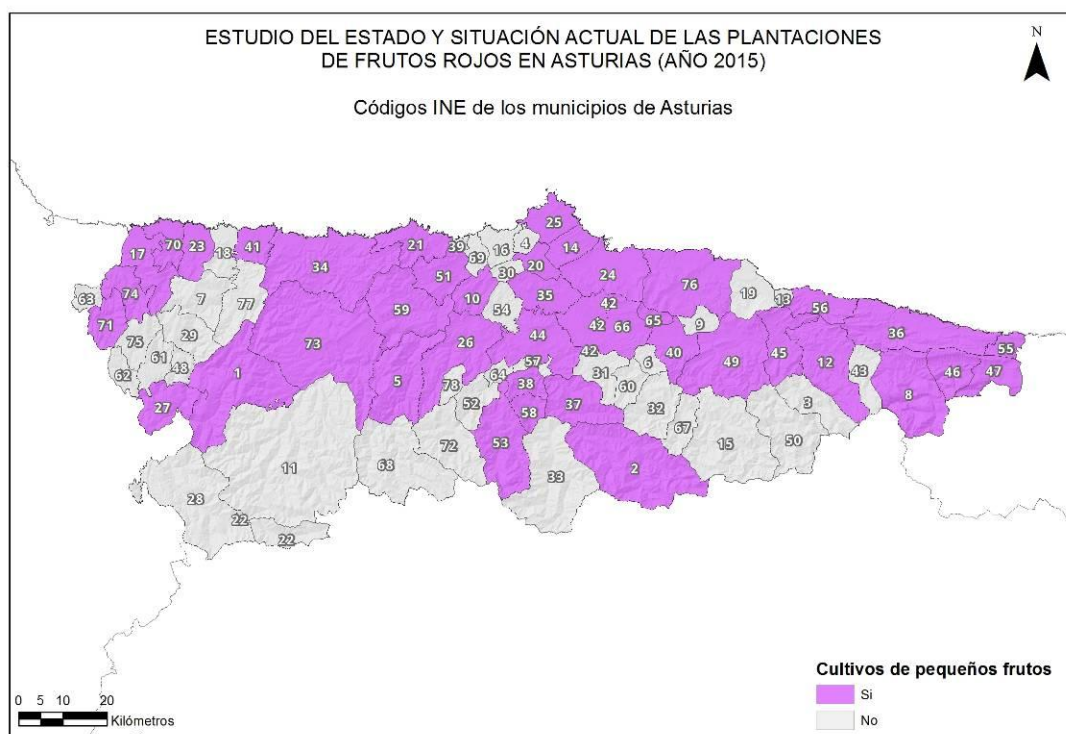 ESTUDIO DEL ESTADO Y SITUACIÓN ACTUAL DE LAS PLANTACIONES
DE FRUTOS ROJOS EN ASTURIAS (AÑO 2015)
N
Códigos INE de los municipios de Asturias
25
17 70 23 18 41 34 21 39 69 16 4 14
30 20 24 76
63 74 7 77 51 10 35 19 13 56
71 59 54 42
75 29 73 26 44 42 66 65 9 36
61 57 42 40 49 45 12 55
62 48 1 5 78 64 38 31 6 43 46 47
27 52 58 37 60 32 3 8
11 68 72 53 67 15 50
28 33 2
22
22
Cultivos de pequeños frutos
Si
No
0 5 10 20
Kilómetros